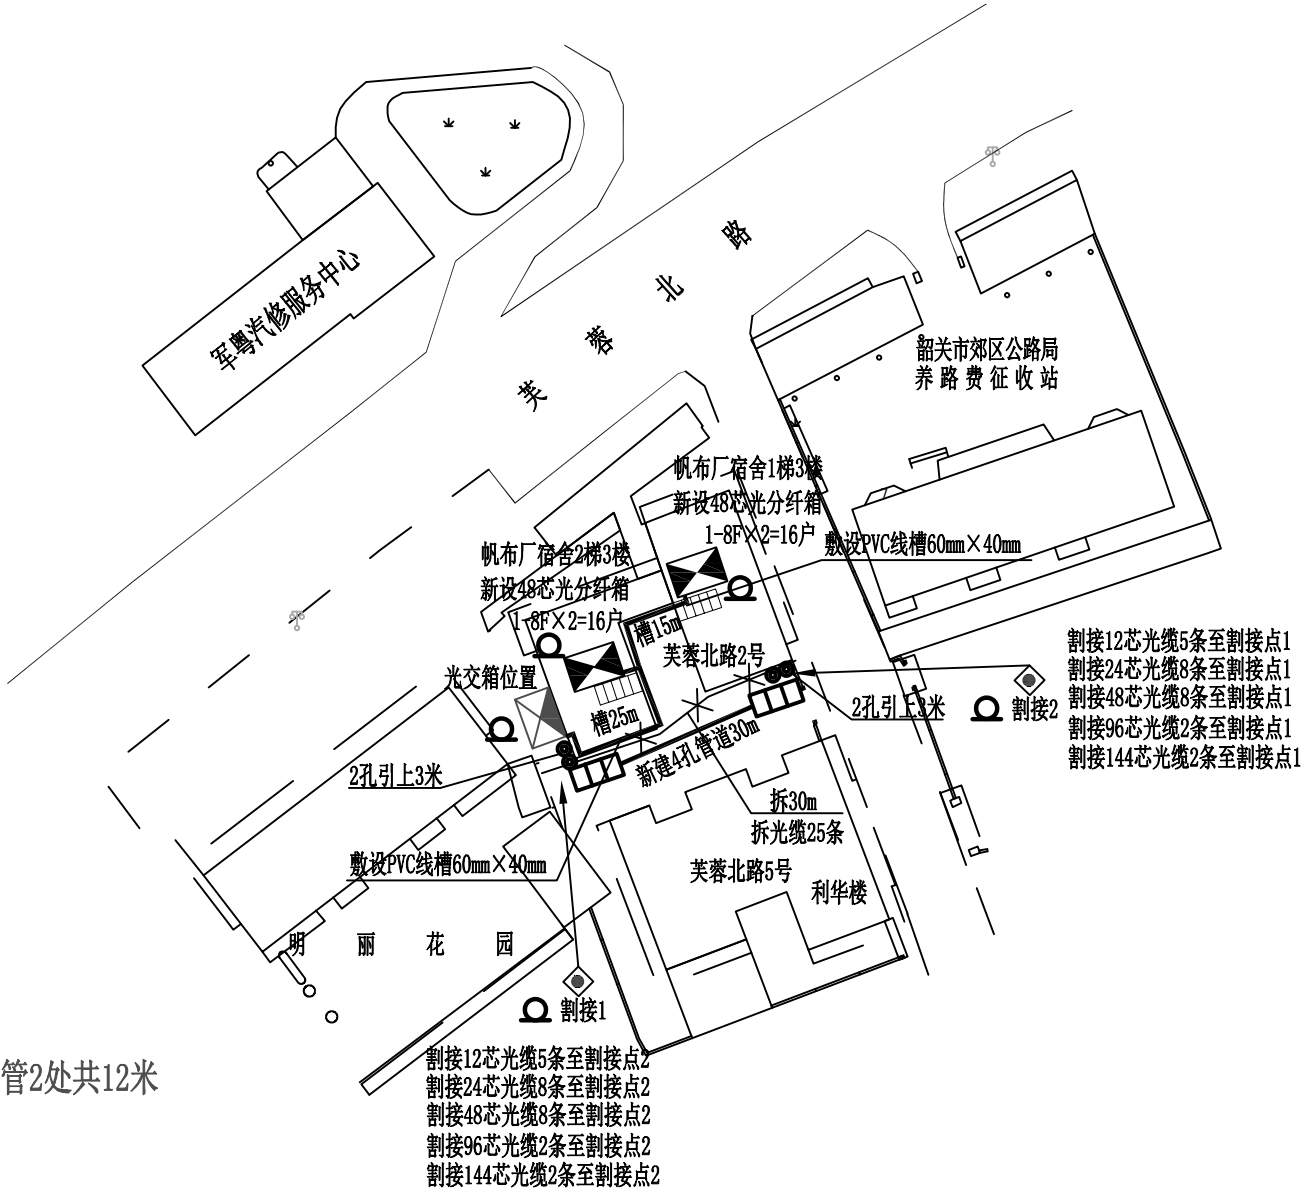 军粤汽修服务中心
芙蓉北路
韶关市郊区公路局
养路费征收站
帆布厂宿舍1梯3楼
新设48芯光分纤箱
1-8F×2=16户
敷设PVC线槽60mm×40mm
帆布厂宿舍2梯3楼
新设48芯光分纤箱
1-8F×2=16户
槽15m
芙蓉北路2号
光交箱位置
槽25m
2孔引上3米
割接2
割接12芯光缆5条至割接点1
割接24芯光缆8条至割接点1
割接48芯光缆8条至割接点1
割接96芯光缆2条至割接点1
割接144芯光缆2条至割接点1
新建4孔管道30m
2孔引上3米
拆30m
拆光缆25条
敷设PVC线槽60mm×40mm
芙蓉北路5号
利华楼
明丽花园
割接1
割接12芯光缆5条至割接点2
割接24芯光缆8条至割接点2
割接48芯光缆8条至割接点2
割接96芯光缆2条至割接点2
割接144芯光缆2条至割接点2
管2处共12米